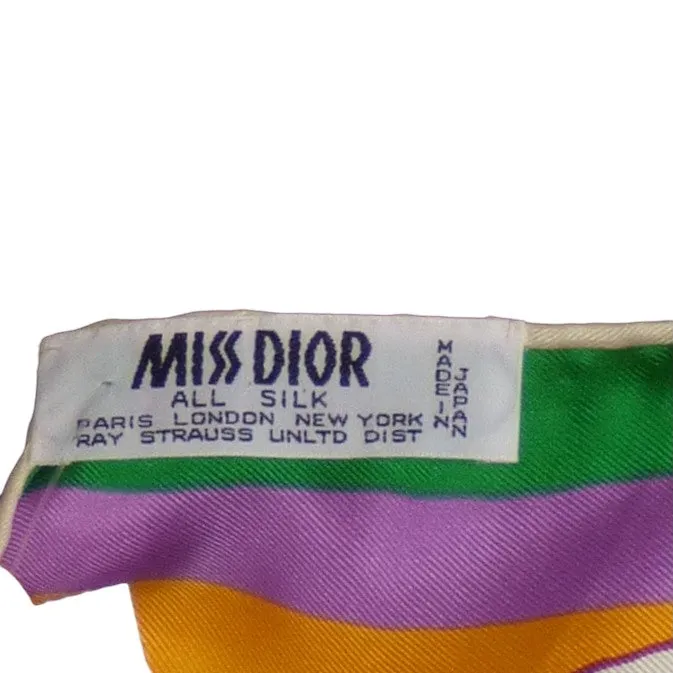 MISS DIOR
ALL SILK
PARIS LONDON NEW YORK
RAY STRAUSS UNLTD DIST
MADE IN
JAPAN